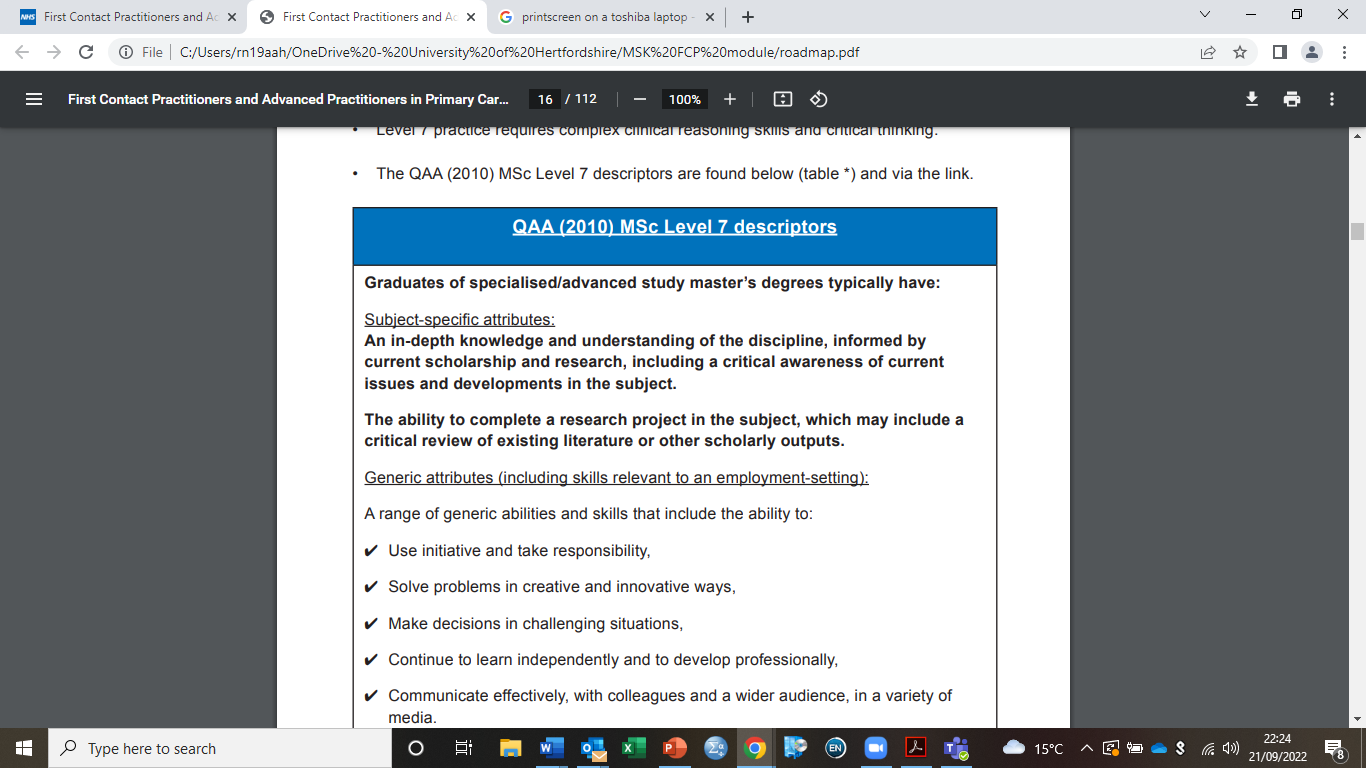 First Contact Practitioners and Ac
First Contact Practitioners and Ac
printscreen on a toshiba laptop -
File | C:/Users/rn19aah/OneDrive%20-%20University%20of%20Hertfordshire/MSK%20FCP%20module/roadmap.pdf
First Contact Practitioners and Advanced Practitioners in Primary Car... 16 / 112 100%
• Level 7 practice requires complex clinical reasoning skills and critical thinking.
• The QAA (2010) MSc Level 7 descriptors are found below (table *) and via the link.
QAA (2010) MSc Level 7 descriptors
Graduates of specialised/advanced study master's degrees typically have:
Subject-specific attributes:
An in-depth knowledge and understanding of the discipline, informed by
current scholarship and research, including a critical awareness of current
issues and developments in the subject.
The ability to complete a research project in the subject, which may include a
critical review of existing literature or other scholarly outputs.
Generic attributes (including skills relevant to an employment-setting):
A range of generic abilities and skills that include the ability to:
✔ Use initiative and take responsibility,
✔ Solve problems in creative and innovative ways,
✔ Make decisions in challenging situations,
✔ Continue to learn independently and to develop professionally,
✔ Communicate effectively, with colleagues and a wider audience, in a variety of
media.
Type here to search
EN
15°C
22:24
21/09/2022
8